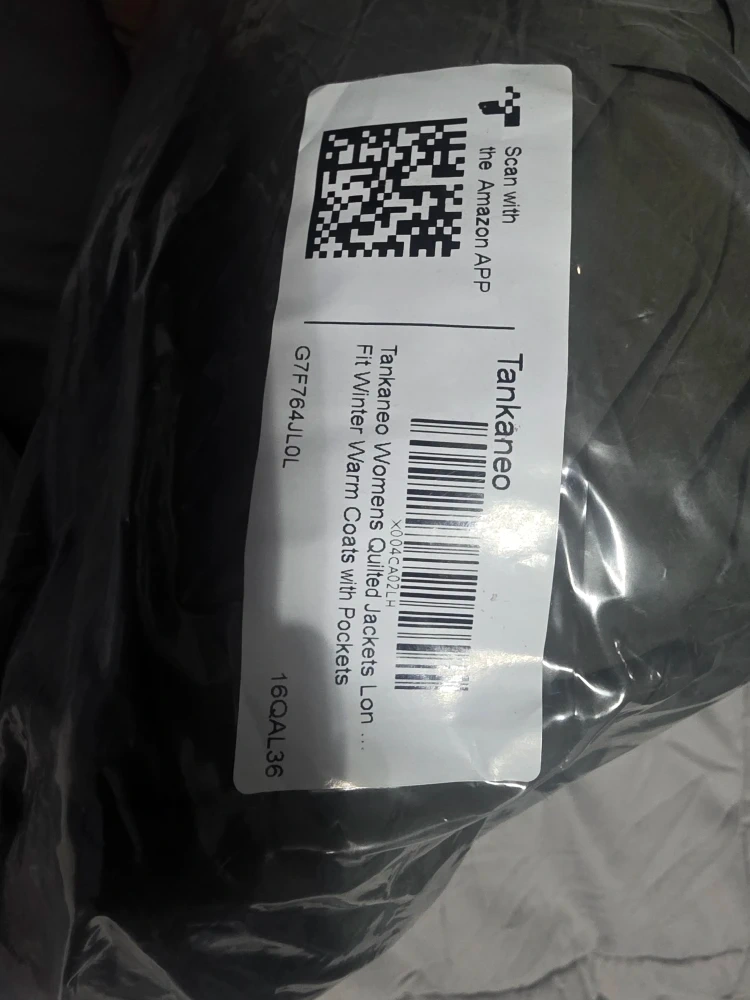 Scan with
the Amazon APP
Tankaneo
X004CA02LH
Tankaneo Womens Quilted Jackets Lon ...
Fit Winter Warm Coats with Pockets
G7F764JL0L
16QAL36